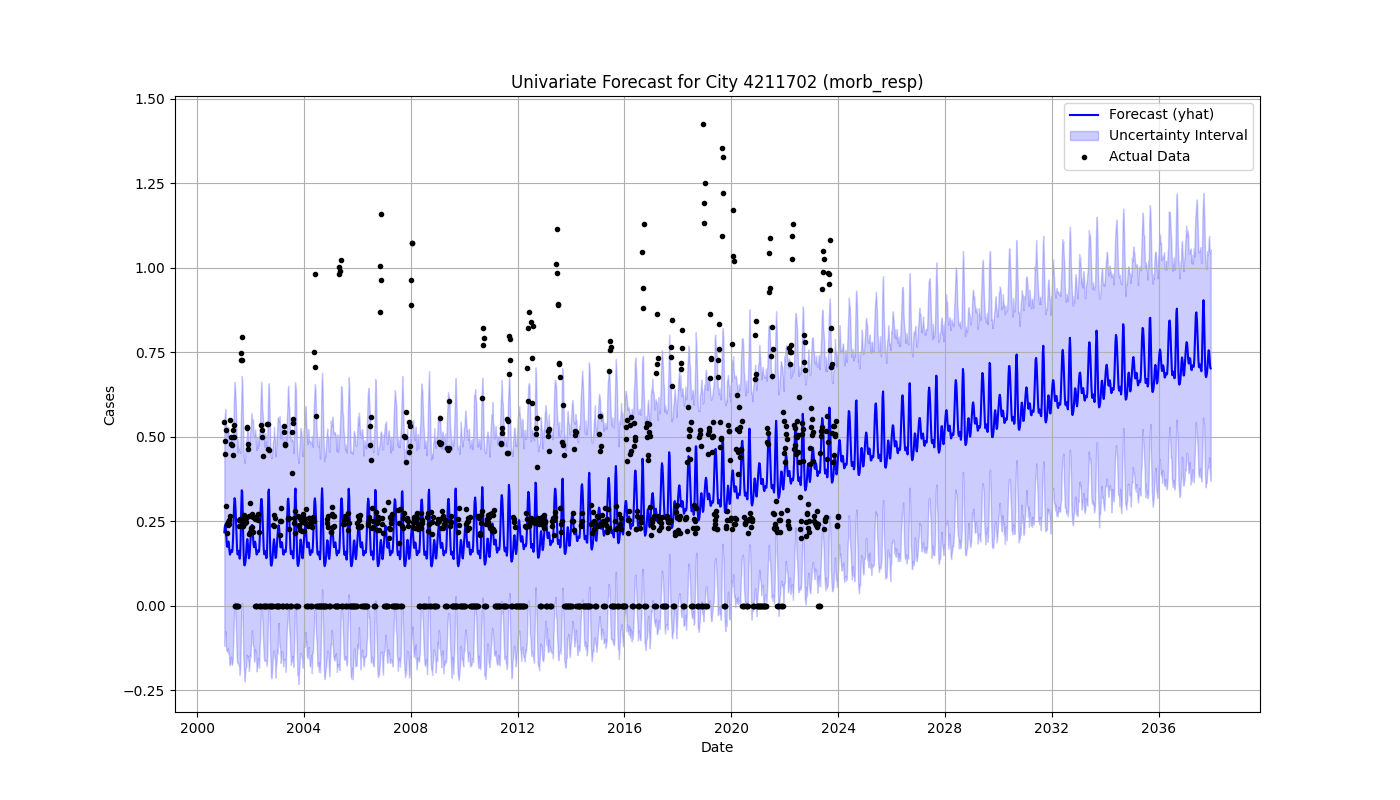 Univariate Forecast for City 4211702 (morb_resp)
Forecast (yhat)
Uncertainty Interval
Actual Data
Cases
1.50
1.25
1.00
0.75
0.50
0.25
0.00
−0.25
2000 2004 2008 2012 2016 2020 2024 2028 2032 2036
Date